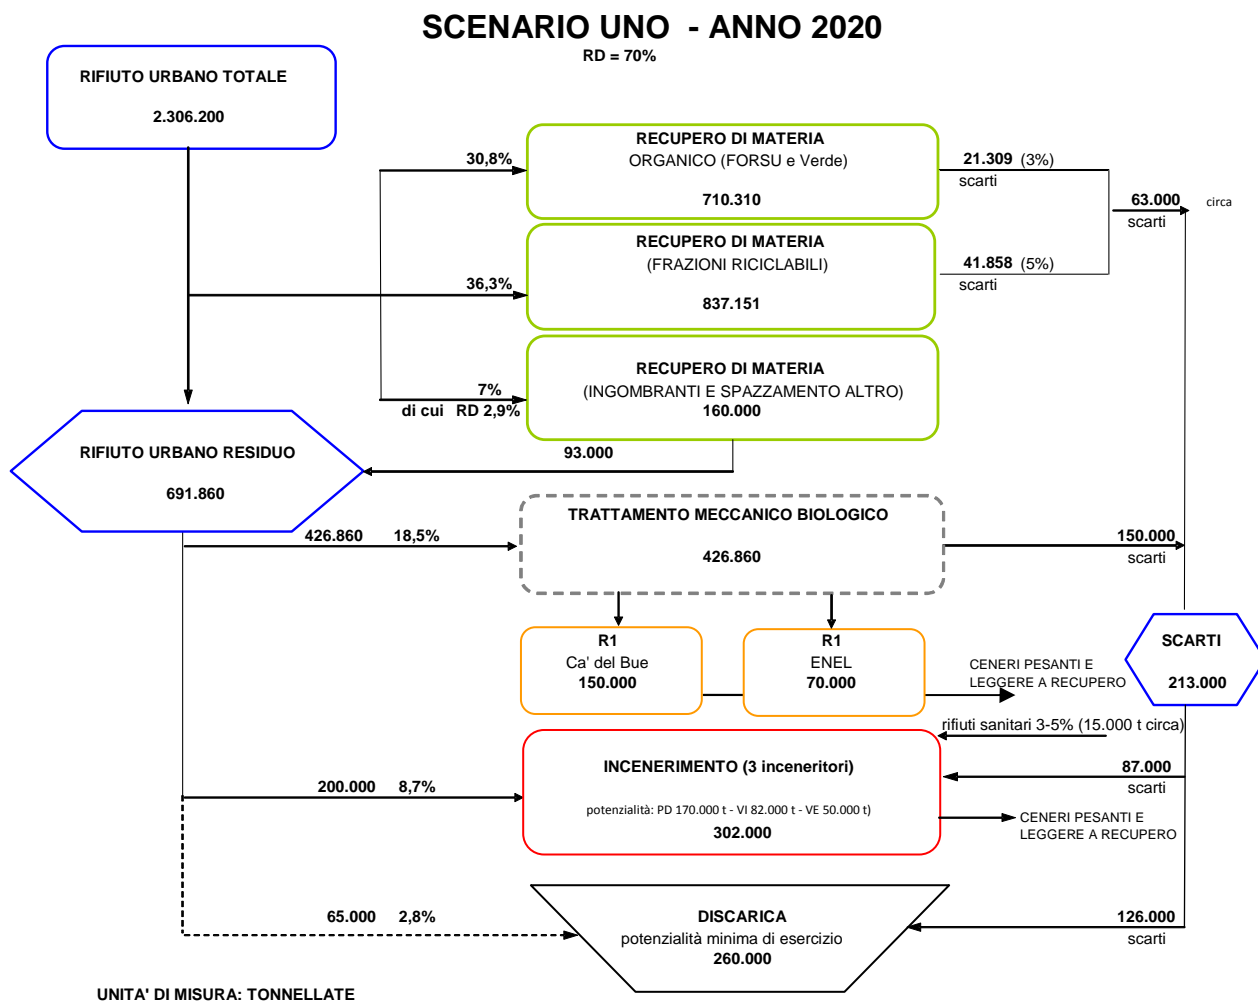 SCENARIO UNO - ANNO 2020
RD = 70%
RIFIUTO URBANO TOTALE
2.306.200
RECUPERO DI MATERIA
ORGANICO (FORSU e Verde)
710.310
30,8%
21.309 (3%)
scarti
63.000 circa
scarti
RECUPERO DI MATERIA
(FRAZIONI RICICLABILI)
837.151
36,3%
41.858 (5%)
scarti
RECUPERO DI MATERIA
(INGOMBRANTI E SPAZZAMENTO ALTRO)
160.000
7%
di cui RD 2,9%
93.000
RIFIUTO URBANO RESIDUO
691.860
426.860 18,5%
TRATTAMENTO MECCANICO BIOLOGICO
426.860
150.000
scarti
R1
Ca' del Bue
150.000
R1
ENEL
70.000
CENERI PESANTI E
LEGGERE A RECUPERO
SCARTI
213.000
rifiuti sanitari 3-5% (15.000 t circa)
INCENERIMENTO (3 inceneritori)
potenzialità: PD 170.000 t - VI 82.000 t - VE 50.000 t)
302.000
200.000 8,7%
87.000
scarti
CENERI PESANTI E
LEGGERE A RECUPERO
65.000 2,8%
DISCARICA
potenzialità minima di esercizio
260.000
126.000
scarti
UNITA' DI MISURA: TONNELLATE